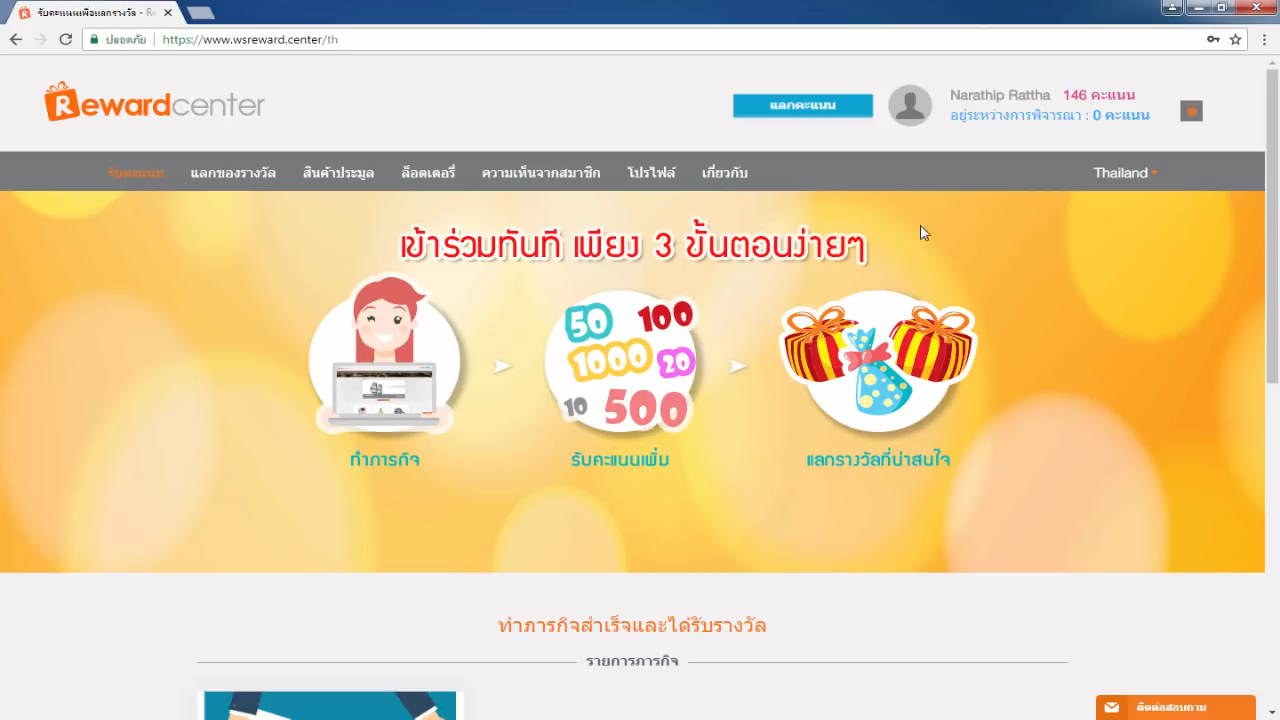 รับคะแนนเพื่อแลกรางวัล - Re
ปลอดภัย
https://www.wsreward.center/th
Rewardcenter
แลกคะแนน
Narathip Rattha 146 คะแนน
อยู่ระหว่างการพิจารณา : 0 คะแนน
รับคะแนน แลกของรางวัล สินค้าประมูล ล็อตเตอรี่ ความเห็นจากสมาชิก โปรไฟล์ เกี่ยวกับ Thailand
เข้าร่วมทันที เพียง 3 ขั้นตอนง่ายๆ
50 100
1000 20
10 500
ทำภารกิจ รับคะแนนเพิ่ม แลกรางวัลที่น่าสนใจ
ทำภารกิจสำเร็จและได้รับรางวัล
รายการภารกิจ
ติดต่อสอบถาม